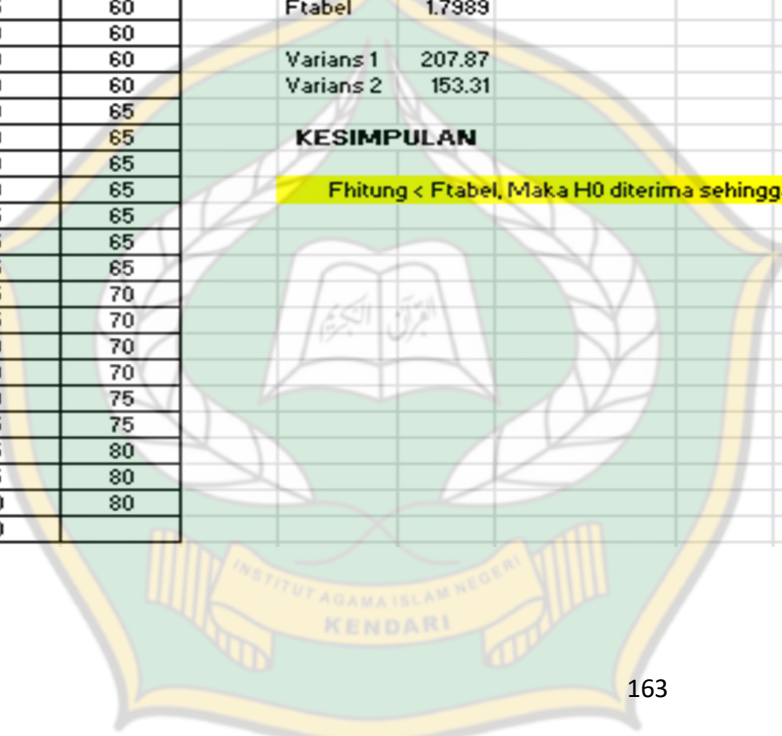 60 Ftabel 1.7989
60
60 Varians 1 207.87
60 Varians 2 153.31
65
65 KESIMPULAN
65
65 Fhitung < Ftabel, Maka H0 diterima sehingg
65
65
65
70
70
70
70
75
75
80
80
80
القرآن الكريم
INSTITUT AGAMA ISLAM NEGERI
KENDARI
163